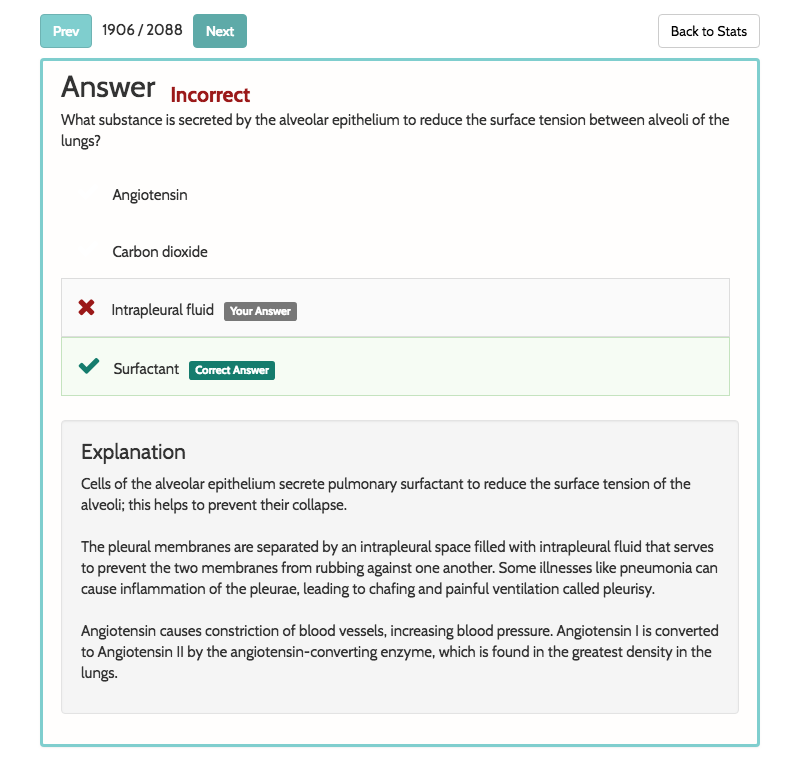 Prev 1906 / 2088 Next Back to Stats
Answer Incorrect
What substance is secreted by the alveolar epithelium to reduce the surface tension between alveoli of the
lungs?
Angiotensin
Carbon dioxide
Intrapleural fluid Your Answer
Surfactant Correct Answer
Explanation
Cells of the alveolar epithelium secrete pulmonary surfactant to reduce the surface tension of the
alveoli; this helps to prevent their collapse.
The pleural membranes are separated by an intrapleural space filled with intrapleural fluid that serves
to prevent the two membranes from rubbing against one another. Some illnesses like pneumonia can
cause inflammation of the pleurae, leading to chafing and painful ventilation called pleurisy.
Angiotensin causes constriction of blood vessels, increasing blood pressure. Angiotensin I is converted
to Angiotensin II by the angiotensin-converting enzyme, which is found in the greatest density in the
lungs.